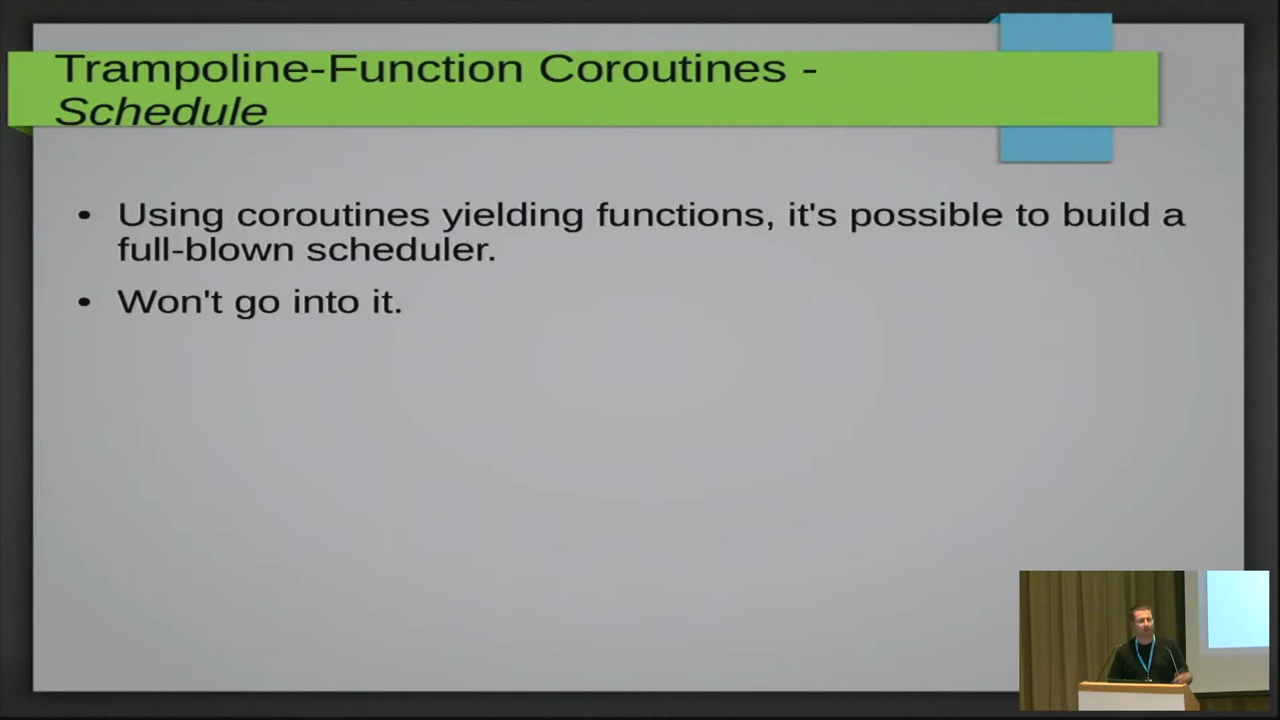 Trampoline-Function Coroutines -
Schedule
• Using coroutines yielding functions, it's possible to build a
full-blown scheduler.
• Won't go into it.